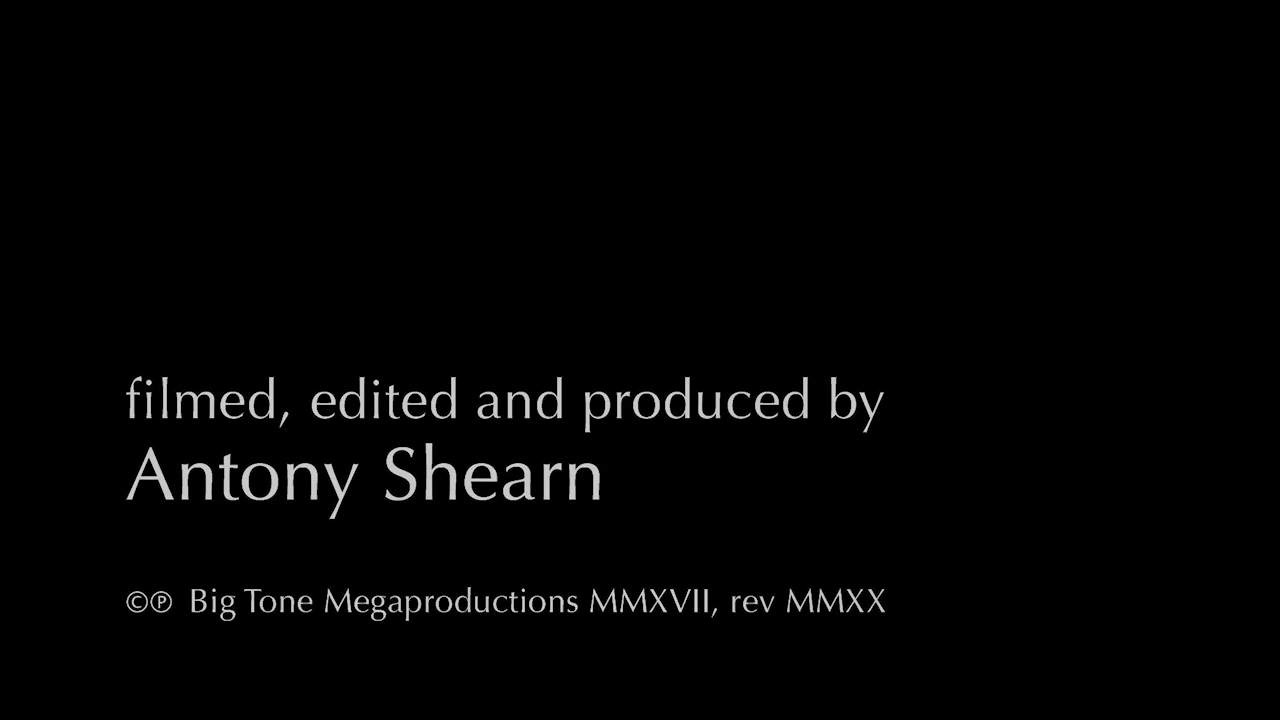 filmed, edited and produced by
Antony Shearn
©℗ Big Tone Megaproductions MMXVII, rev MMXX